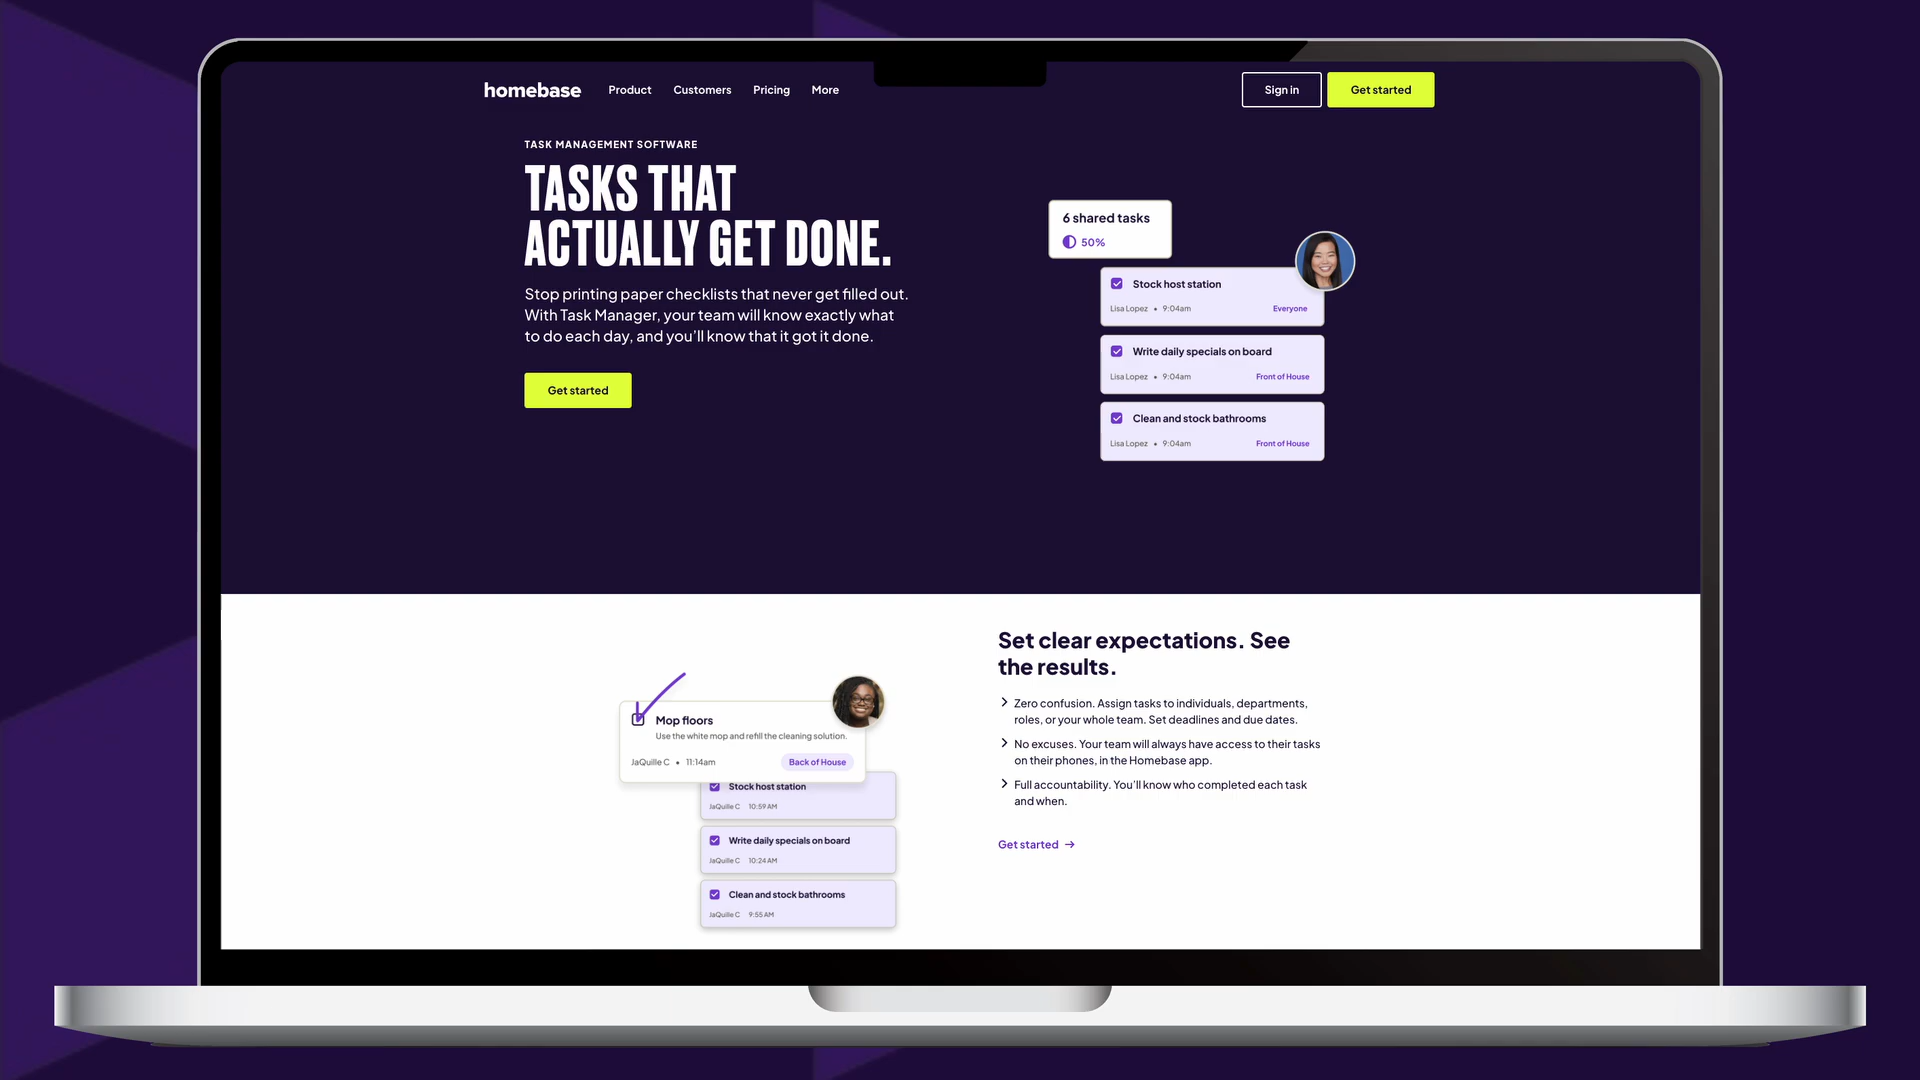 homebase
Product
Customers
Pricing
More
Sign in
Get started
TASK MANAGEMENT SOFTWARE
TASKS THAT
ACTUALLY GET DONE.
Stop printing paper checklists that never get filled out.
With Task Manager, your team will know exactly what
to do each day, and you'll know that it got it done.
Get started
6 shared tasks
50%
Stock host station
Lisa Lopez • 9:04am
Everyone
Write daily specials on board
Lisa Lopez • 9:04am
Front of House
Clean and stock bathrooms
Lisa Lopez • 9:04am
Front of House
Mop floors
Use the white mop and refill the cleaning solution.
JaQuille C • 11:14am
Back of House
Stock host station
JaQuille C 10:59 AM
Write daily specials on board
JaQuille C 10:24 AM
Clean and stock bathrooms
JaQuille C 9:55 AM
Set clear expectations. See
the results.
Zero confusion. Assign tasks to individuals, departments,
roles, or your whole team. Set deadlines and due dates.
No excuses. Your team will always have access to their tasks
on their phones, in the Homebase app.
Full accountability. You'll know who completed each task
and when.
Get started →